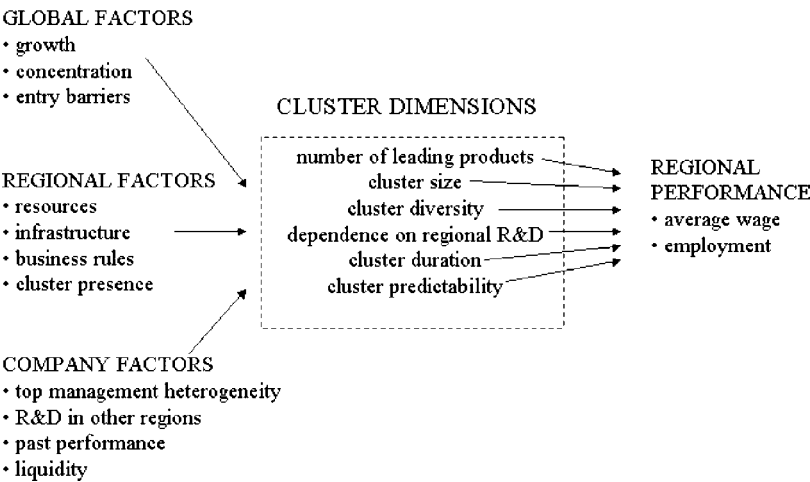 GLOBAL FACTORS
• growth
• concentration
• entry barriers
REGIONAL FACTORS
• resources
• infrastructure
• business rules
• cluster presence
COMPANY FACTORS
• top management heterogeneity
• R&D in other regions
• past performance
• liquidity
CLUSTER DIMENSIONS
number of leading products
cluster size
cluster diversity
dependence on regional R&D
cluster duration
cluster predictability
REGIONAL
PERFORMANCE
• average wage
• employment